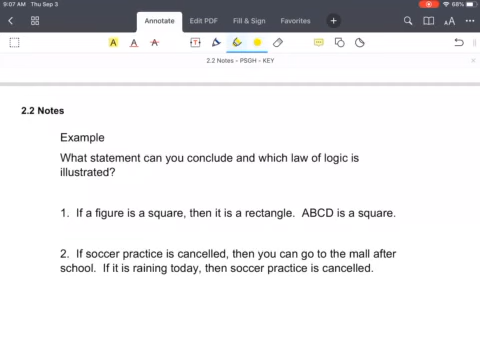 9:07 AM Thu Sep 3
68%
Annotate Edit PDF Fill & Sign Favorites
AA
A A A T
2.2 Notes - PSGH - KEY
2.2 Notes
Example
What statement can you conclude and which law of logic is
illustrated?
1. If a figure is a square, then it is a rectangle. ABCD is a square.
2. If soccer practice is cancelled, then you can go to the mall after
school. If it is raining today, then soccer practice is cancelled.